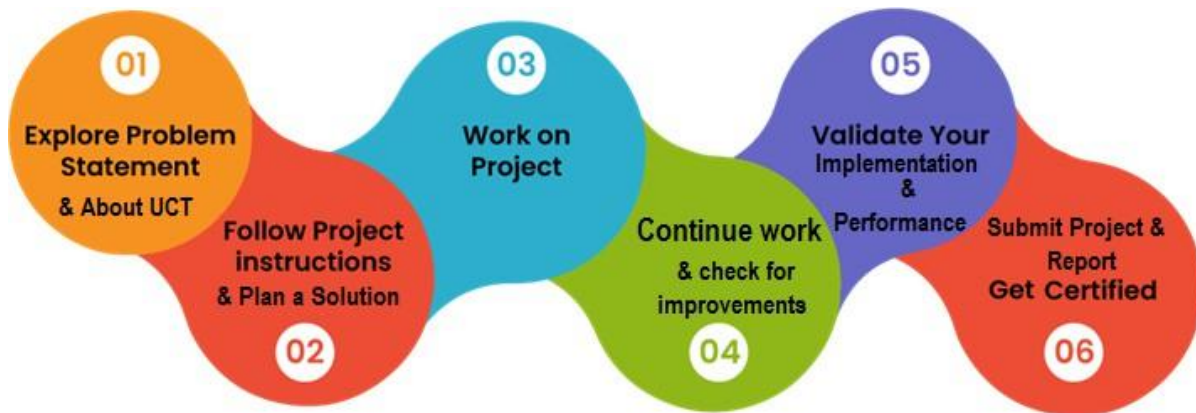 01
Explore Problem
Statement
& About UCT
Follow Project
instructions
& Plan a Solution
02
03
Work on
Project
Continue work
& check for
improvements
04
05
Validate Your
Implementation
&
Performance
Submit Project &
Report
Get Certified
06